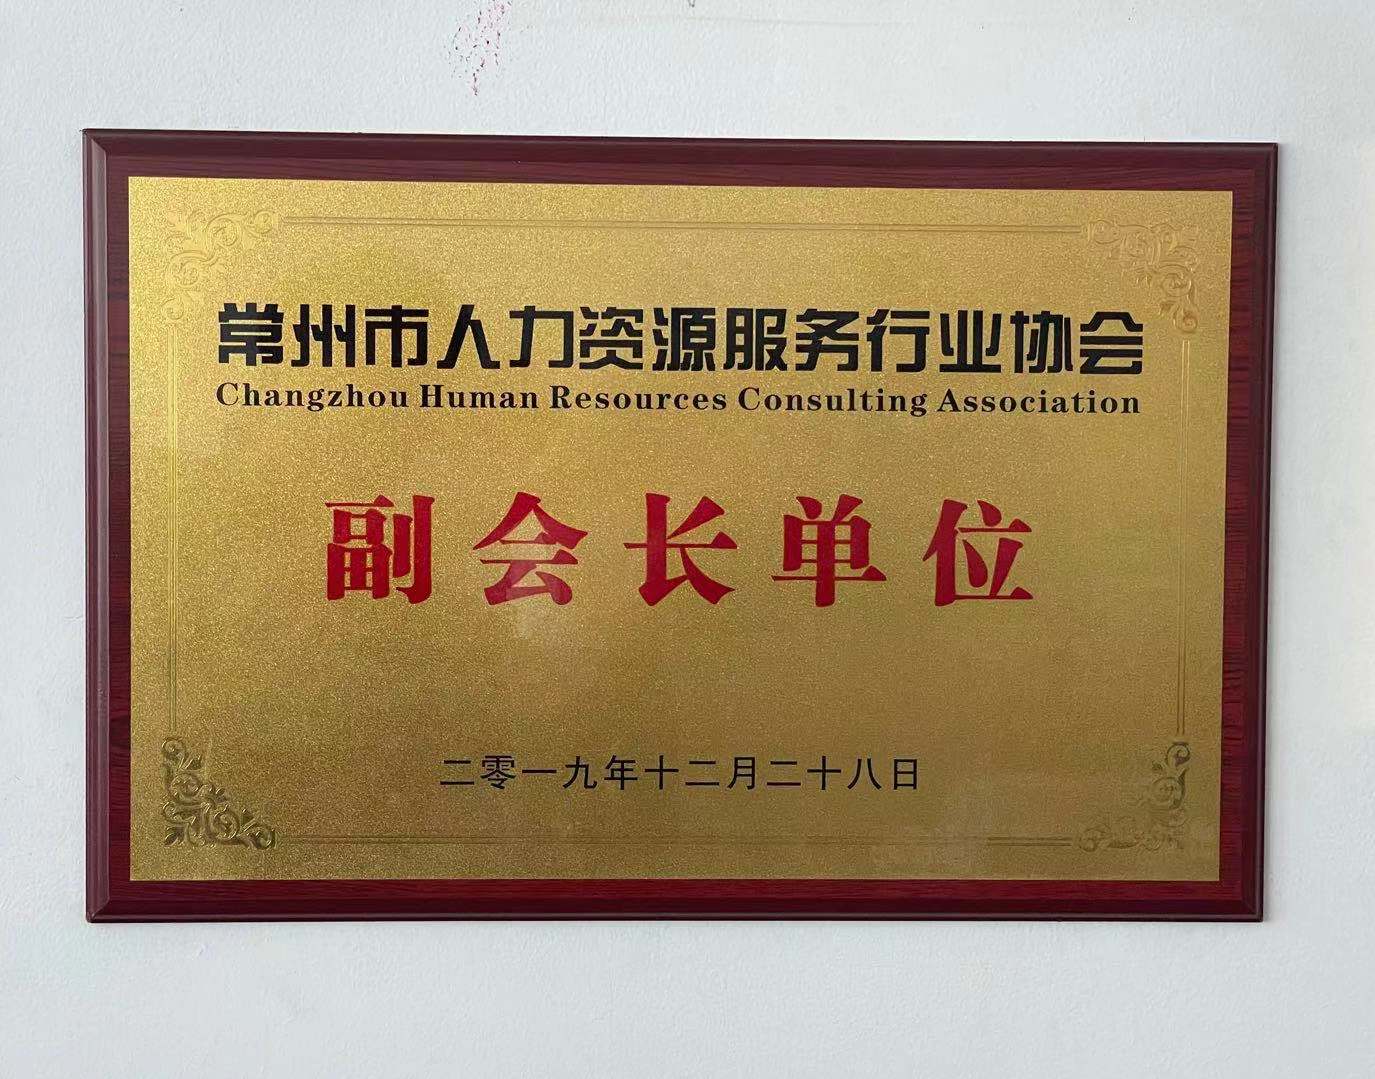 常州市人力资源服务行业协会
Changzhou Human Resources Consulting Association
副会长单位
二零一九年十二月二十八日